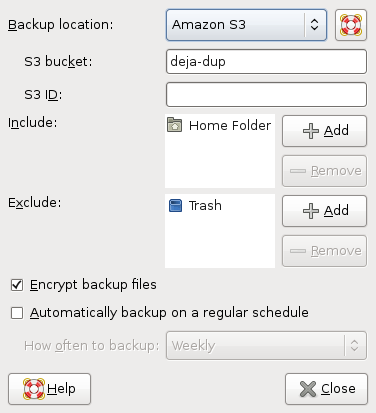 Backup location: Amazon S3
S3 bucket: deja-dup
S3 ID:
Include: Home Folder Add
Remove
Exclude: Trash Add
Remove
Encrypt backup files
Automatically backup on a regular schedule
How often to backup: Weekly
Help Close